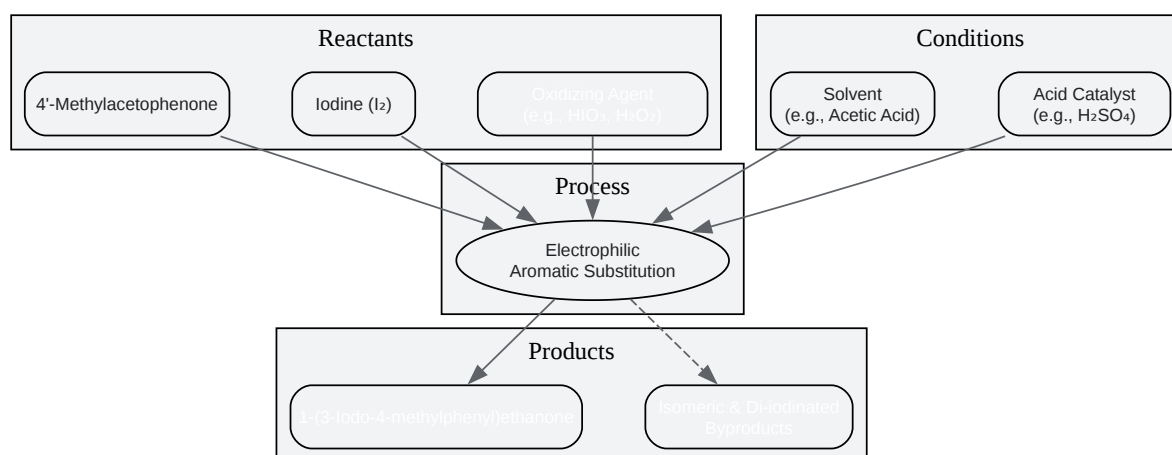 Reactants
Conditions
4'-Methylacetophenone
Iodine (I₂)
Oxidizing Agent
(e.g., HIO₃, H₂O₂)
Solvent
(e.g., Acetic Acid)
Acid Catalyst
(e.g., H₂SO₄)
Process
Electrophilic
Aromatic Substitution
Products
1-(3-Iodo-4-methylphenyl)ethanone
Isomeric & Di-iodinated
Byproducts